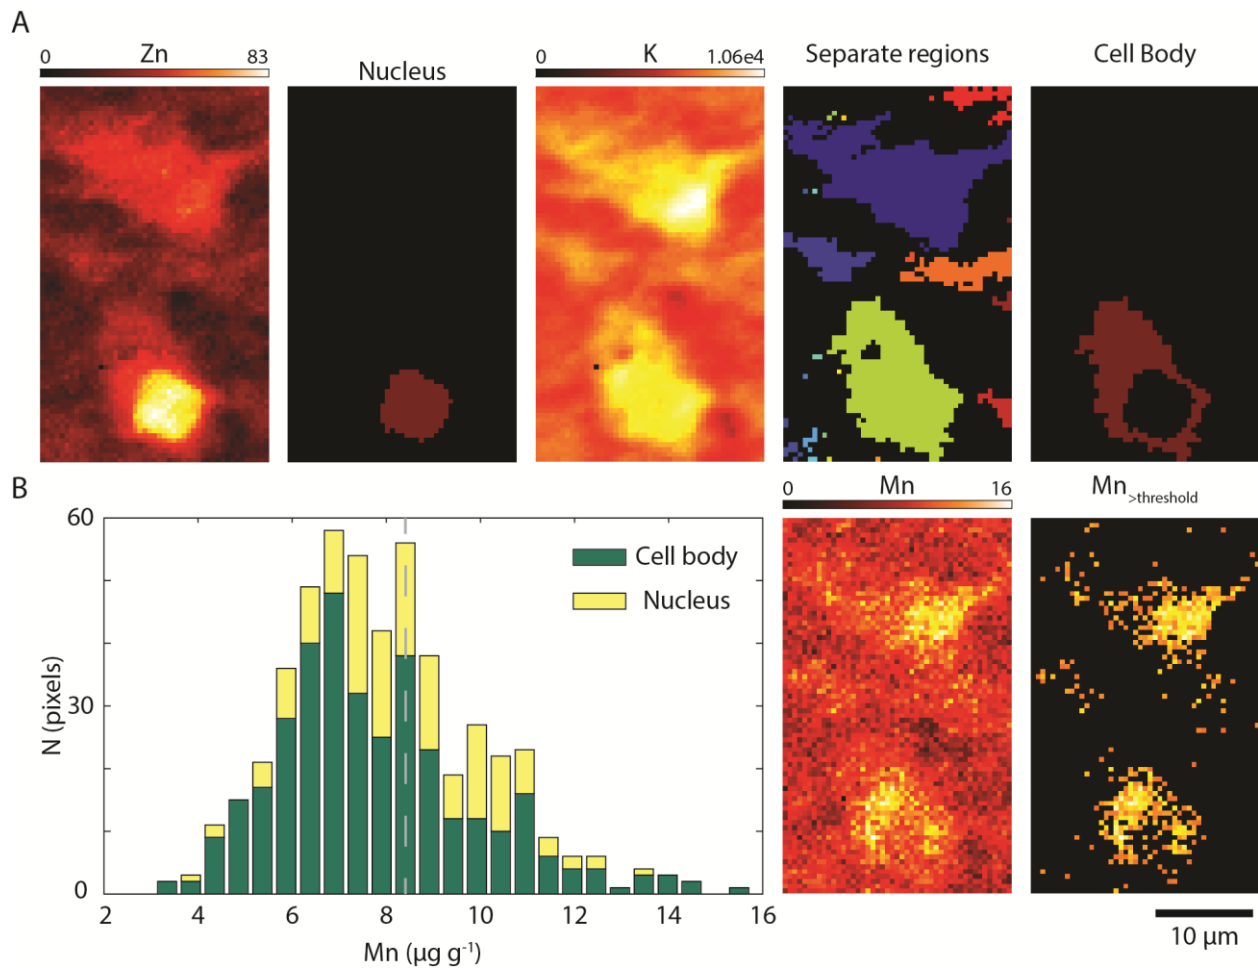 A
Zn
0 83
Nucleus
K
0 1.06e4
Separate regions
Cell Body
B
60
30
0
N (pixels)
Cell body
Nucleus
2 4 6 8 10 12 14 16
Mn (µg g⁻¹)
Mn
0 16
Mn>threshold
10 µm